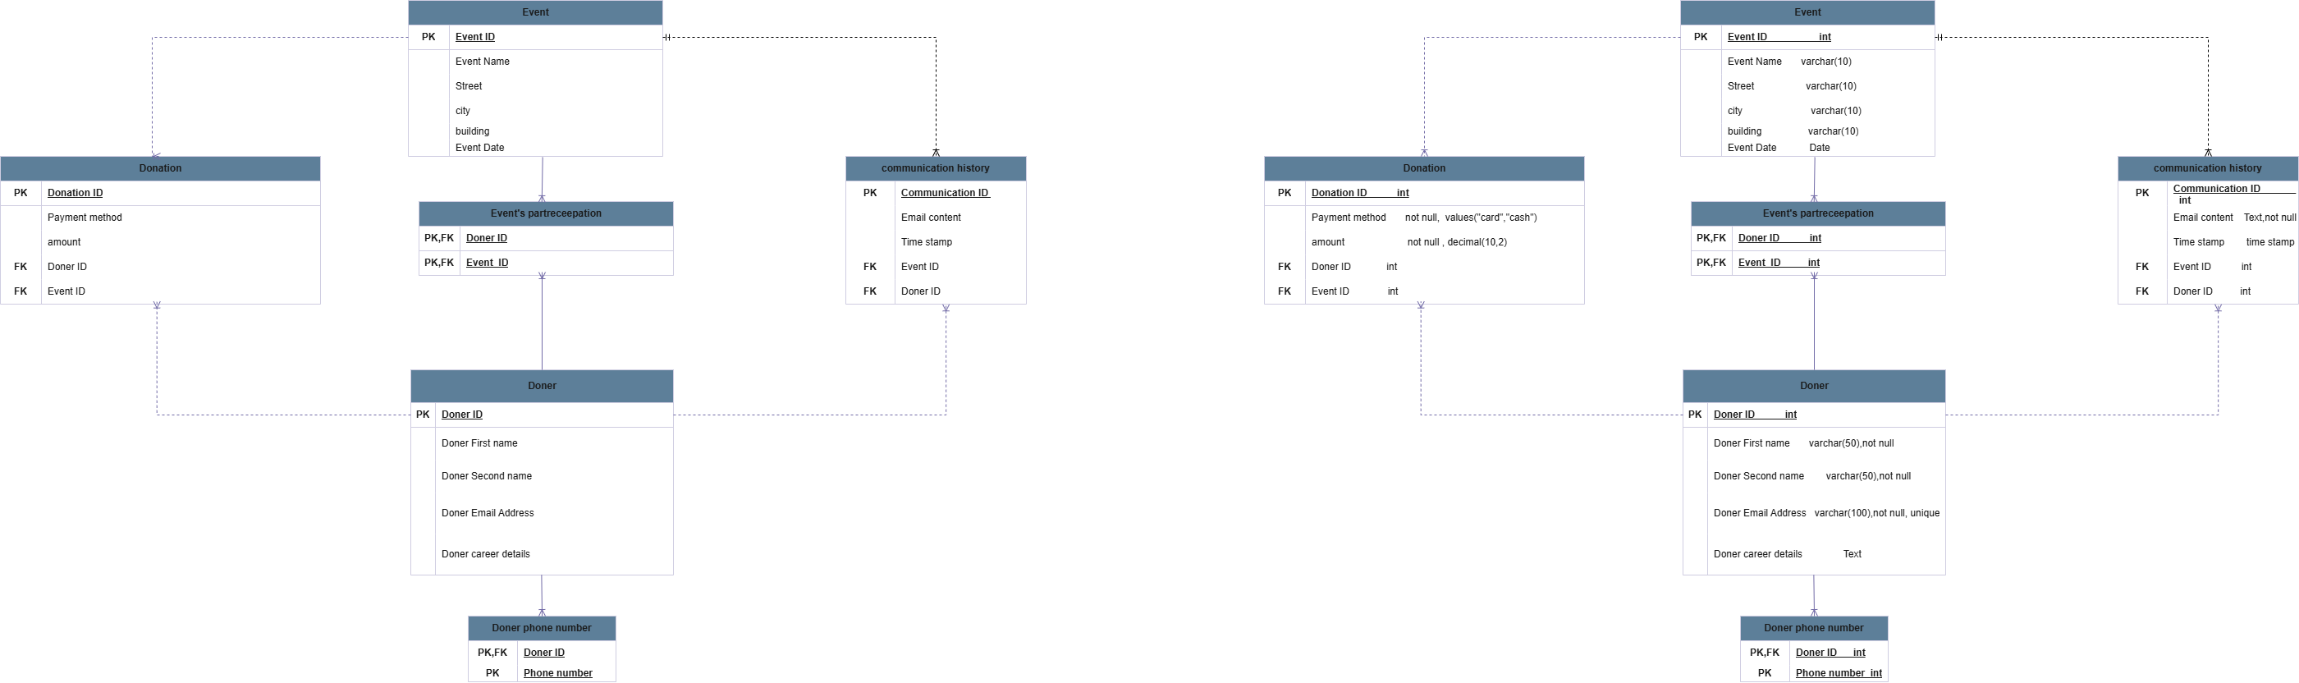 Event
PK Event ID
Event Name
Street
city
building
Event Date
Donation
PK Donation ID
Payment method
amount
FK Doner ID
FK Event ID
Event's partreceepation
PK,FK Doner ID
PK,FK Event_ID
communication history
PK Communication ID
Email content
Time stamp
FK Event ID
FK Doner ID
Doner
PK Doner ID
Doner First name
Doner Second name
Doner Email Address
Doner career details
Doner phone number
PK,FK Doner ID
PK Phone number
Event
PK Event ID int
Event Name varchar(10)
Street varchar(10)
city varchar(10)
building varchar(10)
Event Date Date
Donation
PK Donation ID int
Payment method not null, values("card","cash")
amount not null , decimal(10,2)
FK Doner ID int
FK Event ID int
Event's partreceepation
PK,FK Doner ID int
PK,FK Event_ID int
communication history
PK Communication ID
int
Email content Text,not null
Time stamp time stamp
FK Event ID int
FK Doner ID int
Doner
PK Doner ID int
Doner First name varchar(50),not null
Doner Second name varchar(50),not null
Doner Email Address varchar(100),not null, unique
Doner career details Text
Doner phone number
PK,FK Doner ID int
PK Phone number int